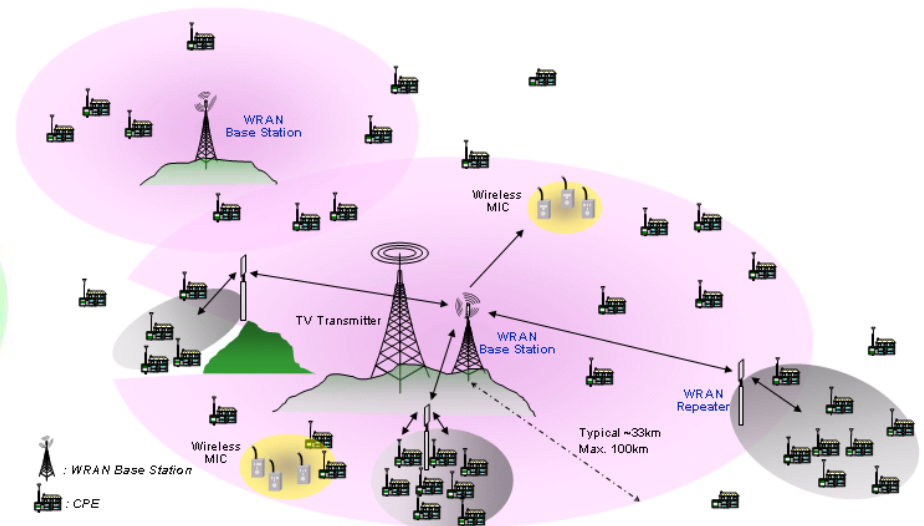 WRAN
Base Station
Wireless
MIC
TV Transmitter
WRAN
Base Station
WRAN
Repeater
Typical ~33km
Max. 100km
Wireless
MIC
: WRAN Base Station
: CPE